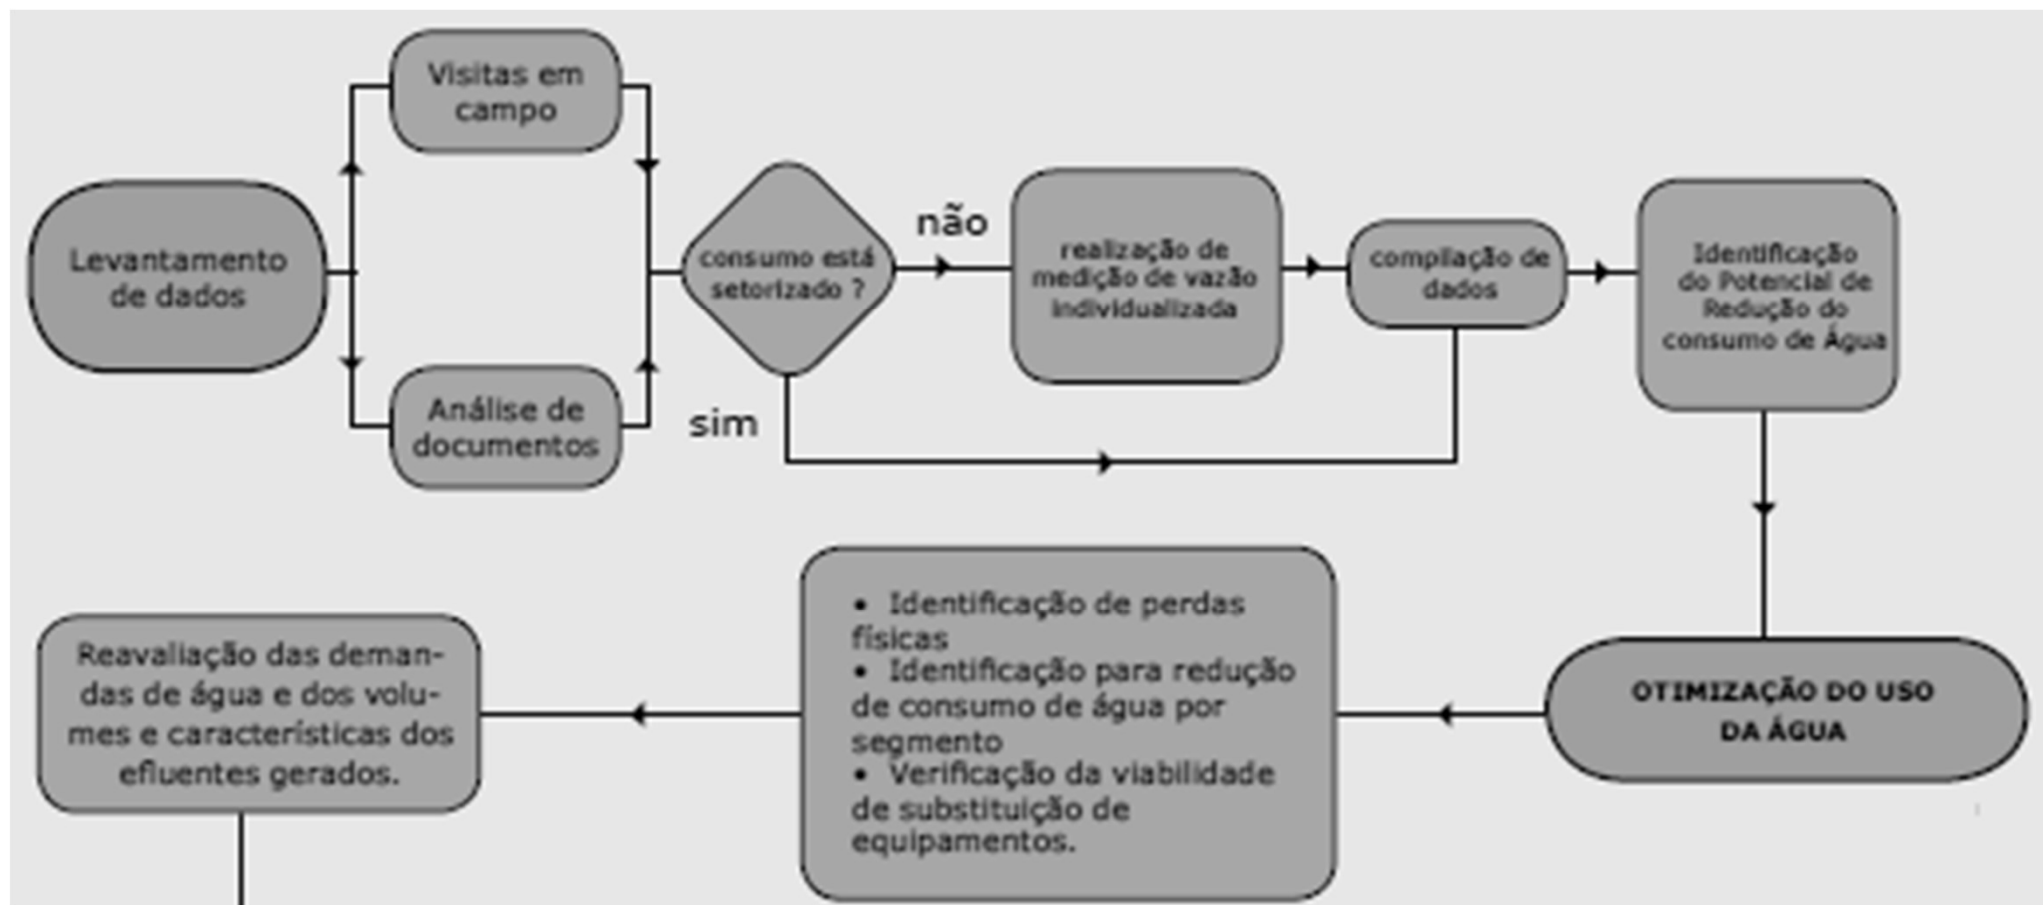 Visitas em
campo
Levantamento
de dados
Análise de
documentos
consumo está
setorizado ?
não
sim
realização de
medição de vazão
individualizada
compilação de
dados
Identificação
do Potencial de
Redução do
consumo de Água
OTIMIZAÇÃO DO USO
DA ÁGUA
• Identificação de perdas
físicas
• Identificação para redução
de consumo de água por
segmento
• Verificação da viabilidade
de substituição de
equipamentos.
Reavaliação das deman-
das de água e dos volu-
mes e características dos
efluentes gerados.